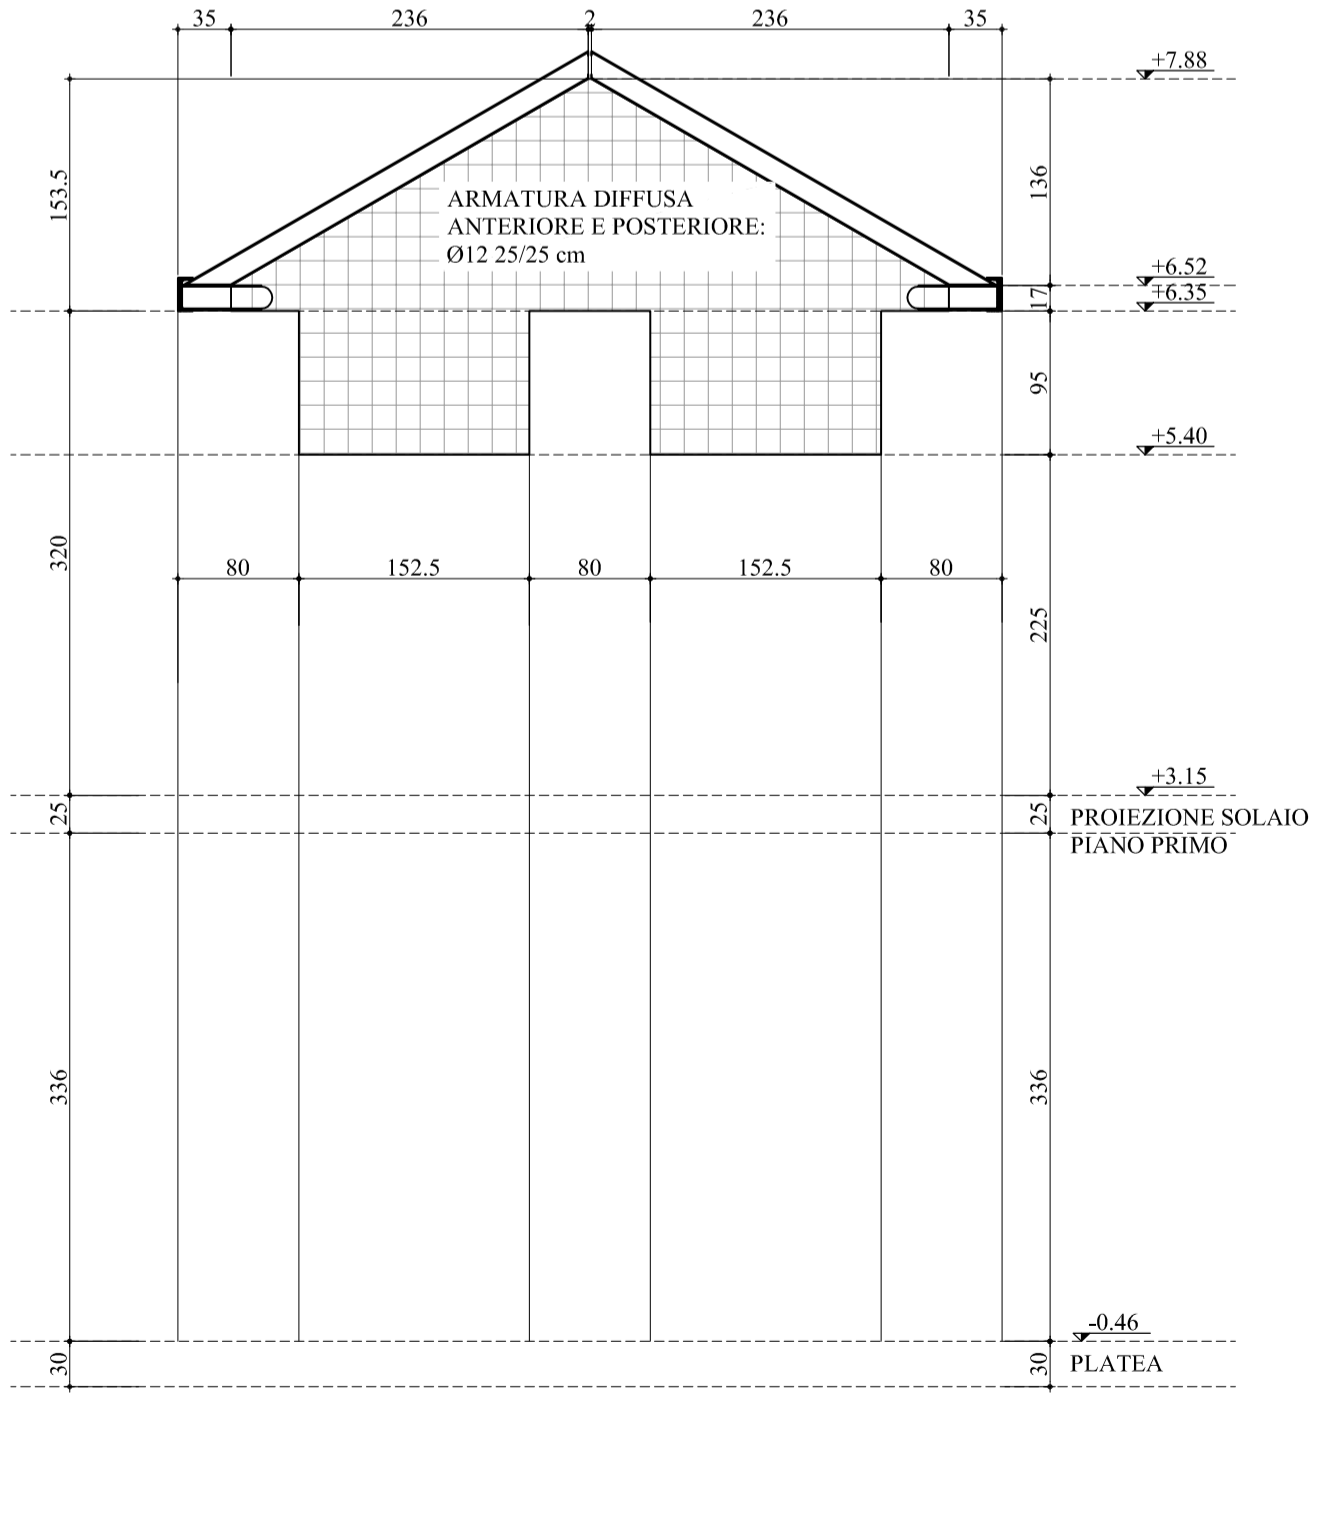 35 236 2 236 35
+7.88
153.5
136
ARMATURA DIFFUSA
ANTERIORE E POSTERIORE:
Ø12 25/25 cm
+6.52
17
+6.35
95
+5.40
320
80 152.5 80 152.5 80
225
+3.15
25
25
PROIEZIONE SOLAIO
PIANO PRIMO
336
336
-0.46
30
30
PLATEA